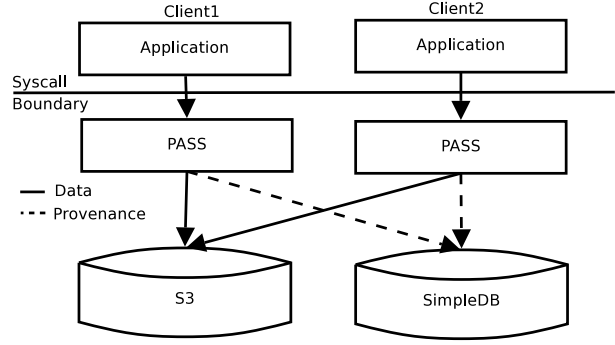 Client1
Client2
Application
Application
Syscall
Boundary
PASS
PASS
Data
Provenance
S3
SimpleDB